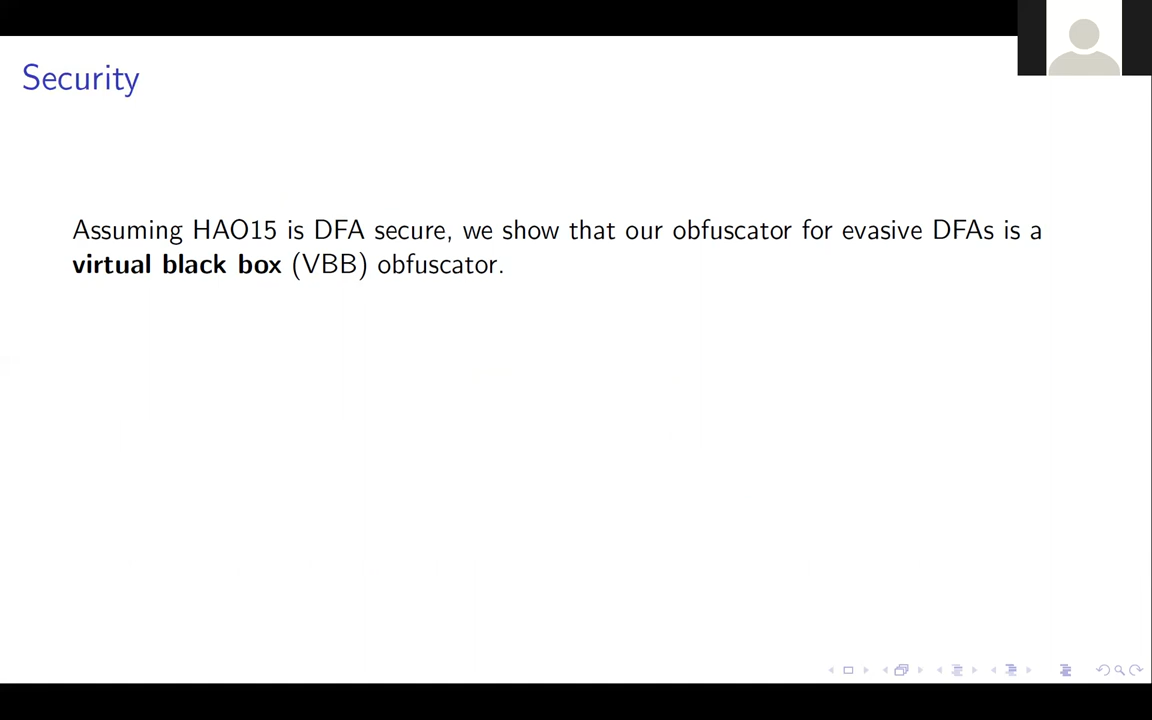 Security
Assuming HAO15 is DFA secure, we show that our obfuscator for evasive DFAs is a
virtual black box (VBB) obfuscator.